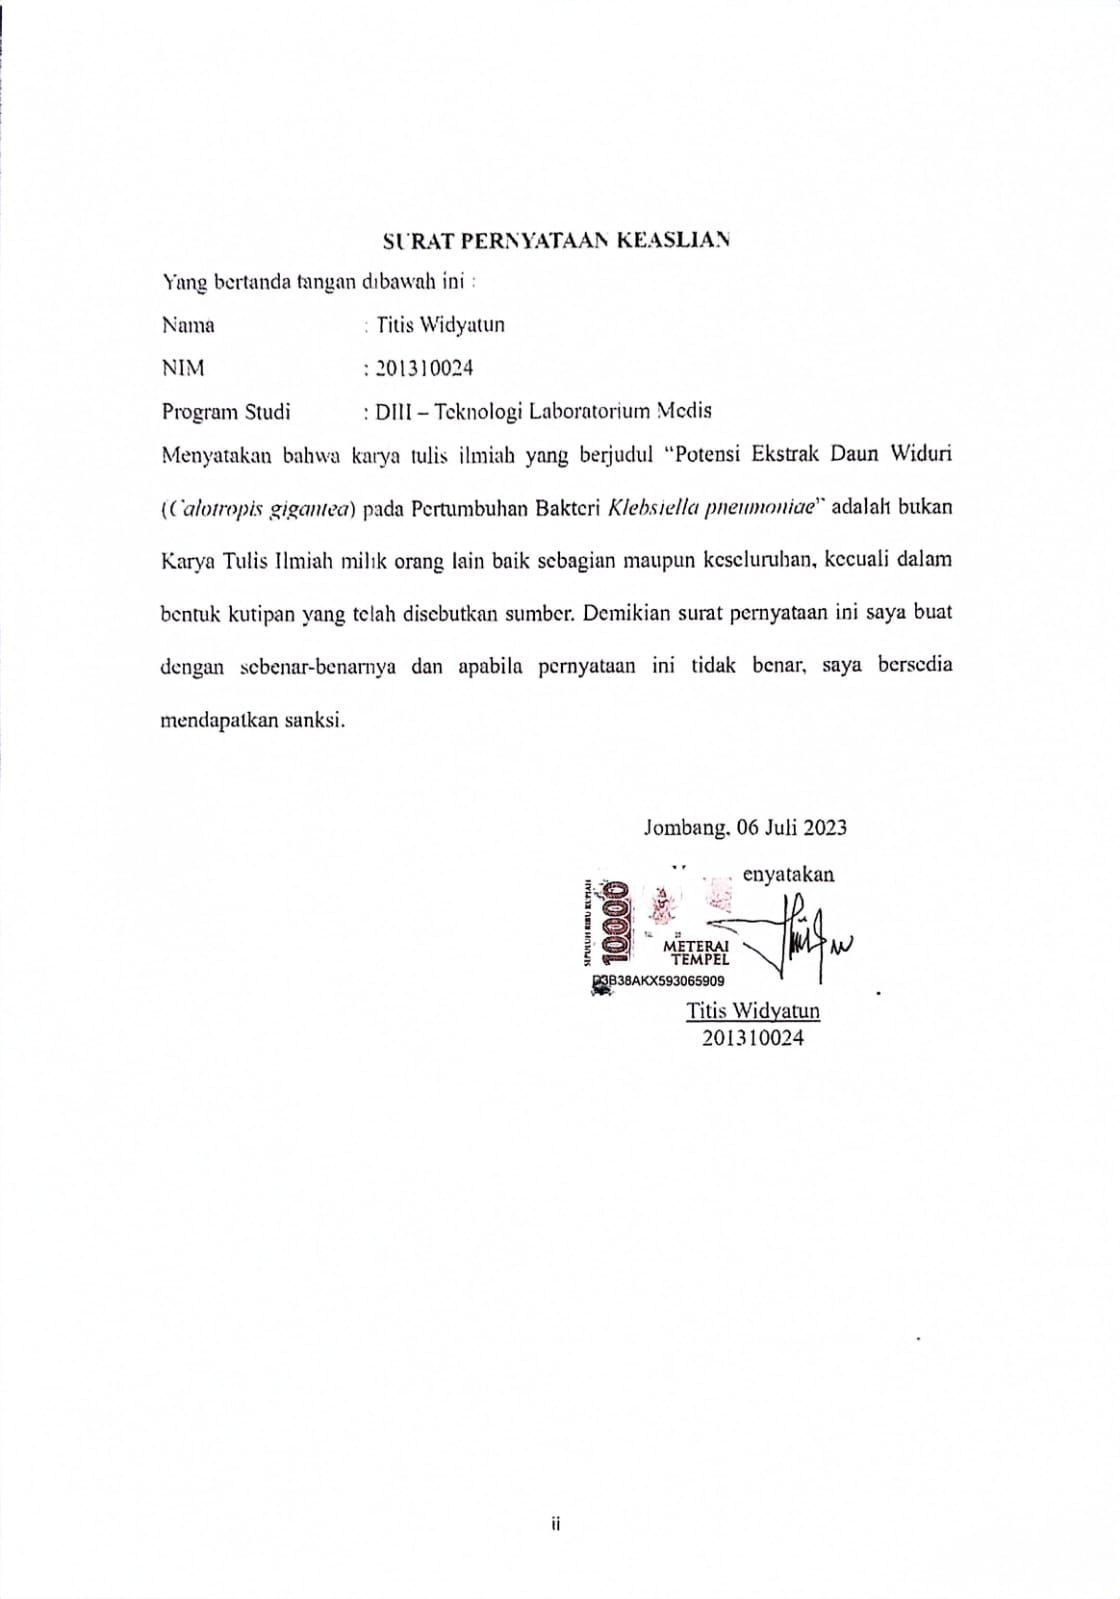 SURAT PERNYATAAN KEASLIAN
Yang bertanda tangan dibawah ini :
Nama : Titis Widyatun
NIM : 201310024
Program Studi : DIII – Teknologi Laboratorium Medis
Menyatakan bahwa karya tulis ilmiah yang berjudul “Potensi Ekstrak Daun Widuri
(Calotropis gigantea) pada Pertumbuhan Bakteri Klebsiella pneumoniae” adalah bukan
Karya Tulis Ilmiah milik orang lain baik sebagian maupun keseluruhan, kecuali dalam
bentuk kutipan yang telah disebutkan sumber. Demikian surat pernyataan ini saya buat
dengan sebenar-benarnya dan apabila pernyataan ini tidak benar, saya bersedia
mendapatkan sanksi.
Jombang, 06 Juli 2023
enyatakan
SEPULUH RIBU RUPIAH
10000
METERAI
TEMPEL
B38AKX593065909
Titis Widyatun
201310024
ii